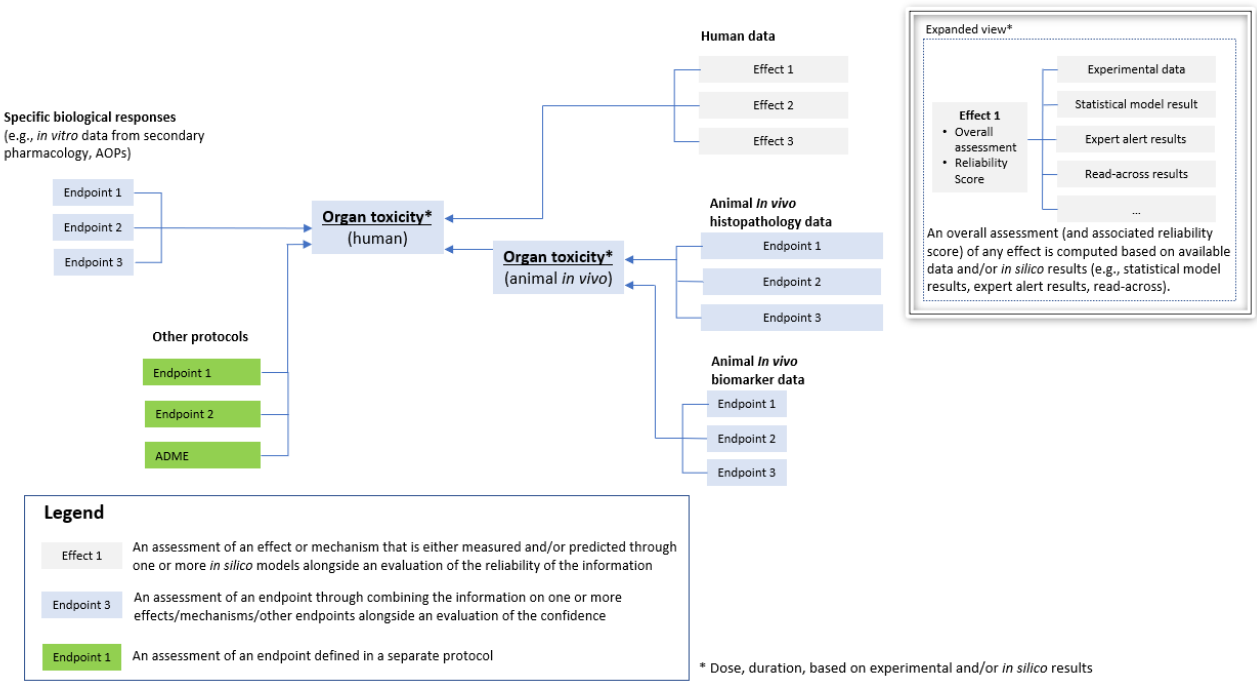 Human data
Effect 1
Effect 2
Effect 3
Specific biological responses
(e.g., in vitro data from secondary
pharmacology, AOPs)
Endpoint 1
Endpoint 2
Endpoint 3
Organ toxicity*
(human)
Organ toxicity*
(animal in vivo)
Animal In vivo
histopathology data
Endpoint 1
Endpoint 2
Endpoint 3
Other protocols
Endpoint 1
Endpoint 2
ADME
Animal In vivo
biomarker data
Endpoint 1
Endpoint 2
Endpoint 3
Expanded view*
Effect 1
• Overall
assessment
• Reliability
Score
Experimental data
Statistical model result
Expert alert results
Read-across results
...
An overall assessment (and associated reliability
score) of any effect is computed based on available
data and/or in silico results (e.g., statistical model
results, expert alert results, read-across).
Legend
Effect 1
An assessment of an effect or mechanism that is either measured and/or predicted through
one or more in silico models alongside an evaluation of the reliability of the information
Endpoint 3
An assessment of an endpoint through combining the information on one or more
effects/mechanisms/other endpoints alongside an evaluation of the confidence
Endpoint 1
An assessment of an endpoint defined in a separate protocol
* Dose, duration, based on experimental and/or in silico results